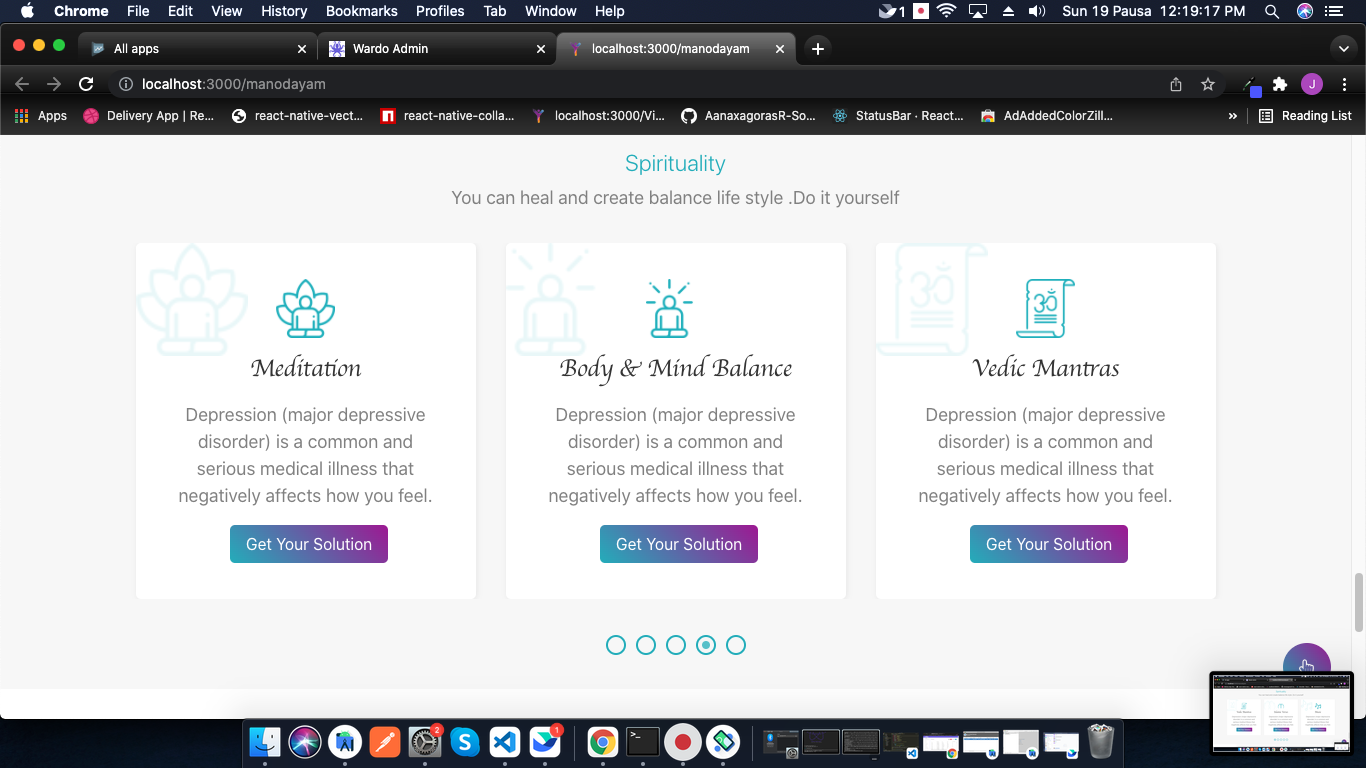 Chrome File Edit View History Bookmarks Profiles Tab Window Help 1 Sun 19 Pausa 12:19:17 PM
All apps Wardo Admin localhost:3000/manodayam
localhost:3000/manodayam J
Apps Delivery App | Re... react-native-vect... react-native-colla... localhost:3000/Vi... AanaxagorasR-So... StatusBar · React... AdAddedColorZill... » Reading List
Spirituality
You can heal and create balance life style .Do it yourself
Meditation
Depression (major depressive
disorder) is a common and
serious medical illness that
negatively affects how you feel.
Get Your Solution
Body & Mind Balance
Depression (major depressive
disorder) is a common and
serious medical illness that
negatively affects how you feel.
Get Your Solution
Vedic Mantras
Depression (major depressive
disorder) is a common and
serious medical illness that
negatively affects how you feel.
Get Your Solution
2
1